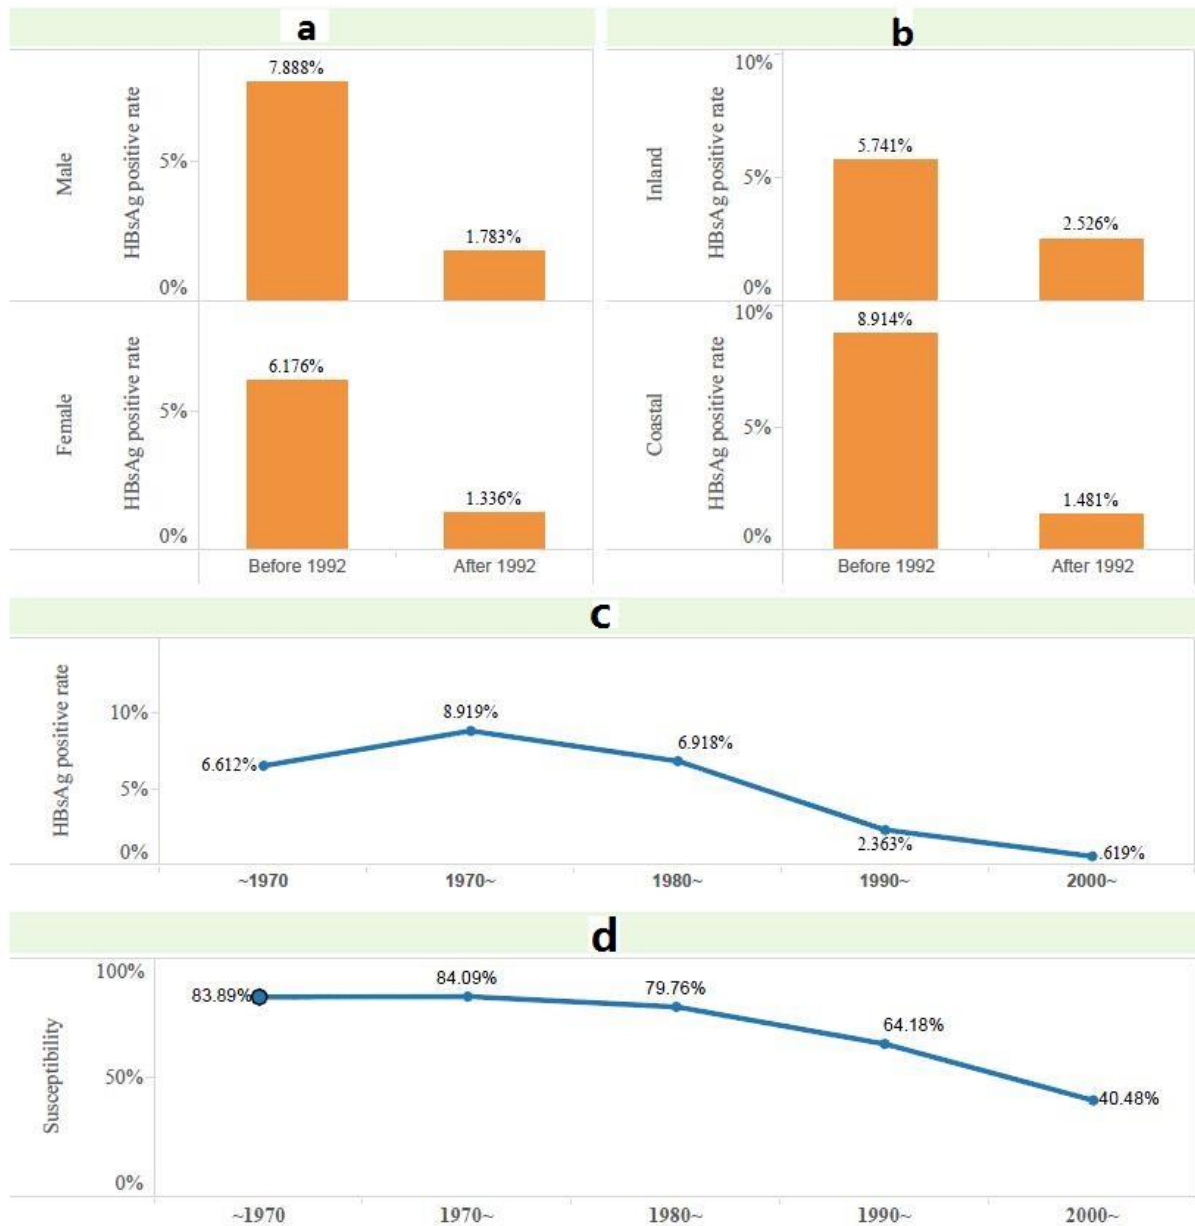 a
Male
HBsAg positive rate
5%
0%
7.888%
1.783%
Female
HBsAg positive rate
5%
0%
6.176%
1.336%
Before 1992
After 1992
b
Inland
HBsAg positive rate
10%
5%
0%
5.741%
2.526%
Coastal
HBsAg positive rate
10%
5%
0%
8.914%
1.481%
Before 1992
After 1992
c
HBsAg positive rate
10%
5%
0%
6.612%
8.919%
6.918%
2.363%
.619%
~1970
1970~
1980~
1990~
2000~
d
Susceptibility
100%
50%
0%
83.89%
84.09%
79.76%
64.18%
40.48%
~1970
1970~
1980~
1990~
2000~